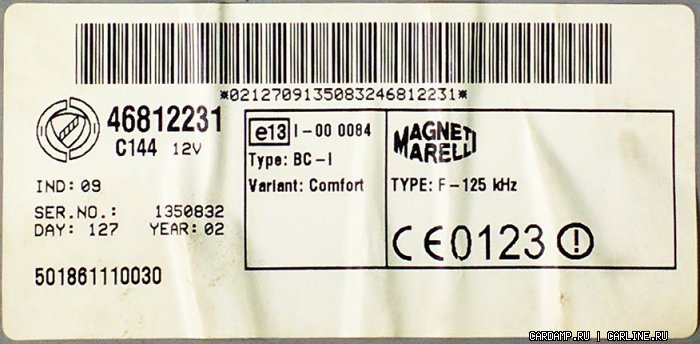 *0212709135083246812231*
46812231
C144 12V
IND: 09
SER.NO.: 1350832
DAY: 127 YEAR: 02
501861110030
e13 I-00 0084
Type: BC-I
Variant: Comfort
MAGNETI
MARELLI
TYPE: F-125 kHz
CE0123
CARDAMP.RU | CARLINE.RU